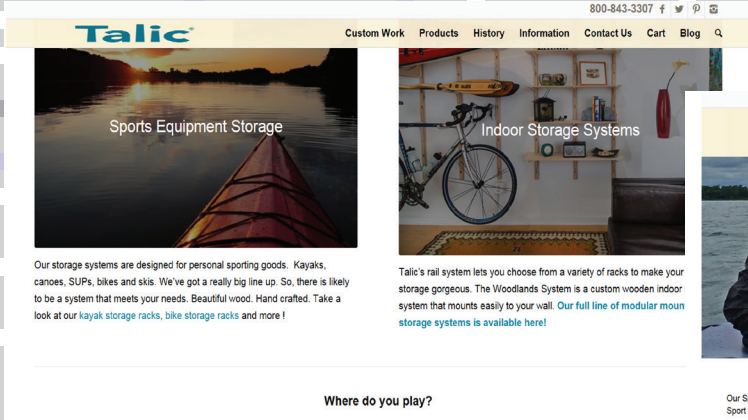 800-843-3307
Talic®
Custom Work Products History Information Contact Us Cart Blog
Sports Equipment Storage
Indoor Storage Systems
Our storage systems are designed for personal sporting goods. Kayaks,
canoes, SUPs, bikes and skis. We've got a really big line up. So, there is likely
to be a system that meets your needs. Beautiful wood. Hand crafted. Take a
look at our kayak storage racks, bike storage racks and more !
Talic's rail system lets you choose from a variety of racks to make your
storage gorgeous. The Woodlands System is a custom wooden indoor
system that mounts easily to your wall. Our full line of modular moun
storage systems is available here!
Where do you play?
Our S
Sport